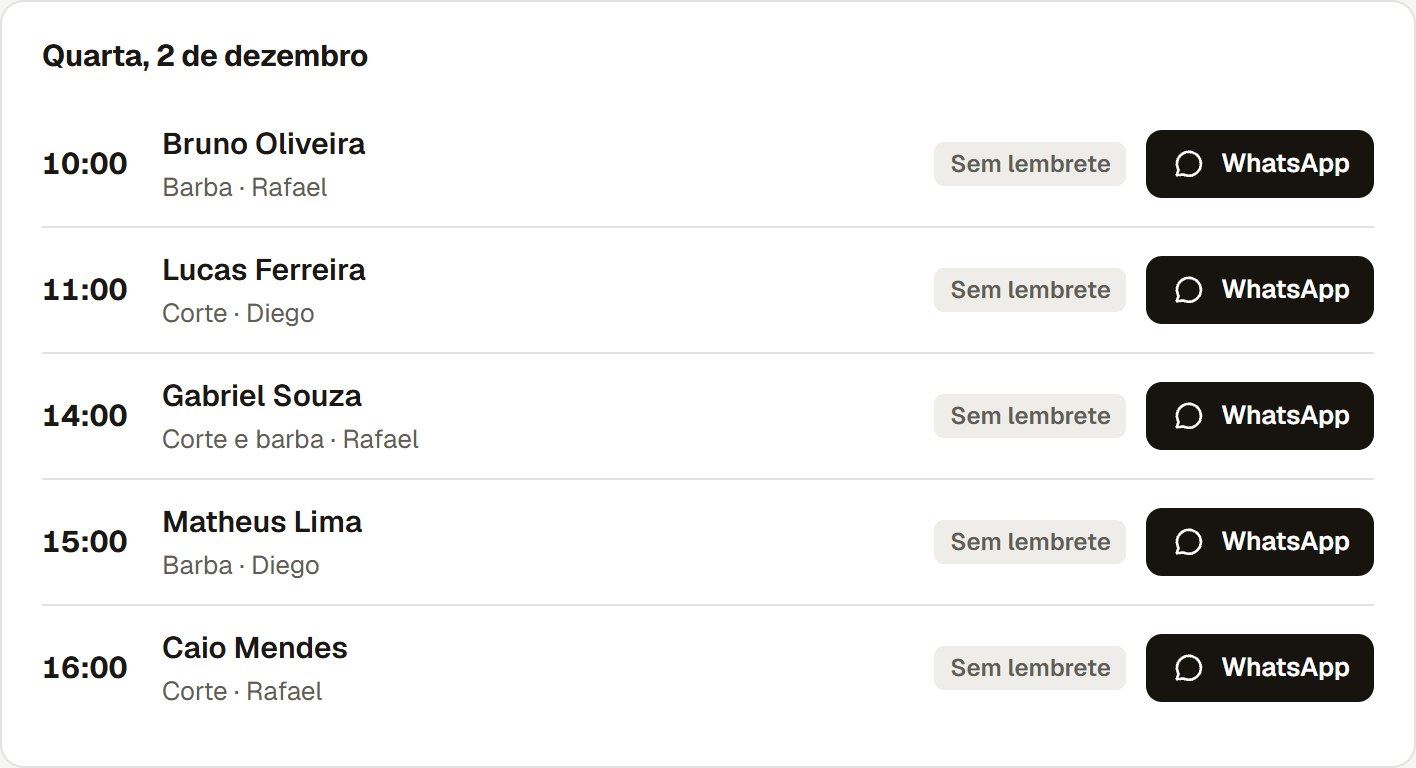 Quarta, 2 de dezembro
10:00
Bruno Oliveira
Barba · Rafael
Sem lembrete
WhatsApp
11:00
Lucas Ferreira
Corte · Diego
Sem lembrete
WhatsApp
14:00
Gabriel Souza
Corte e barba · Rafael
Sem lembrete
WhatsApp
15:00
Matheus Lima
Barba · Diego
Sem lembrete
WhatsApp
16:00
Caio Mendes
Corte · Rafael
Sem lembrete
WhatsApp